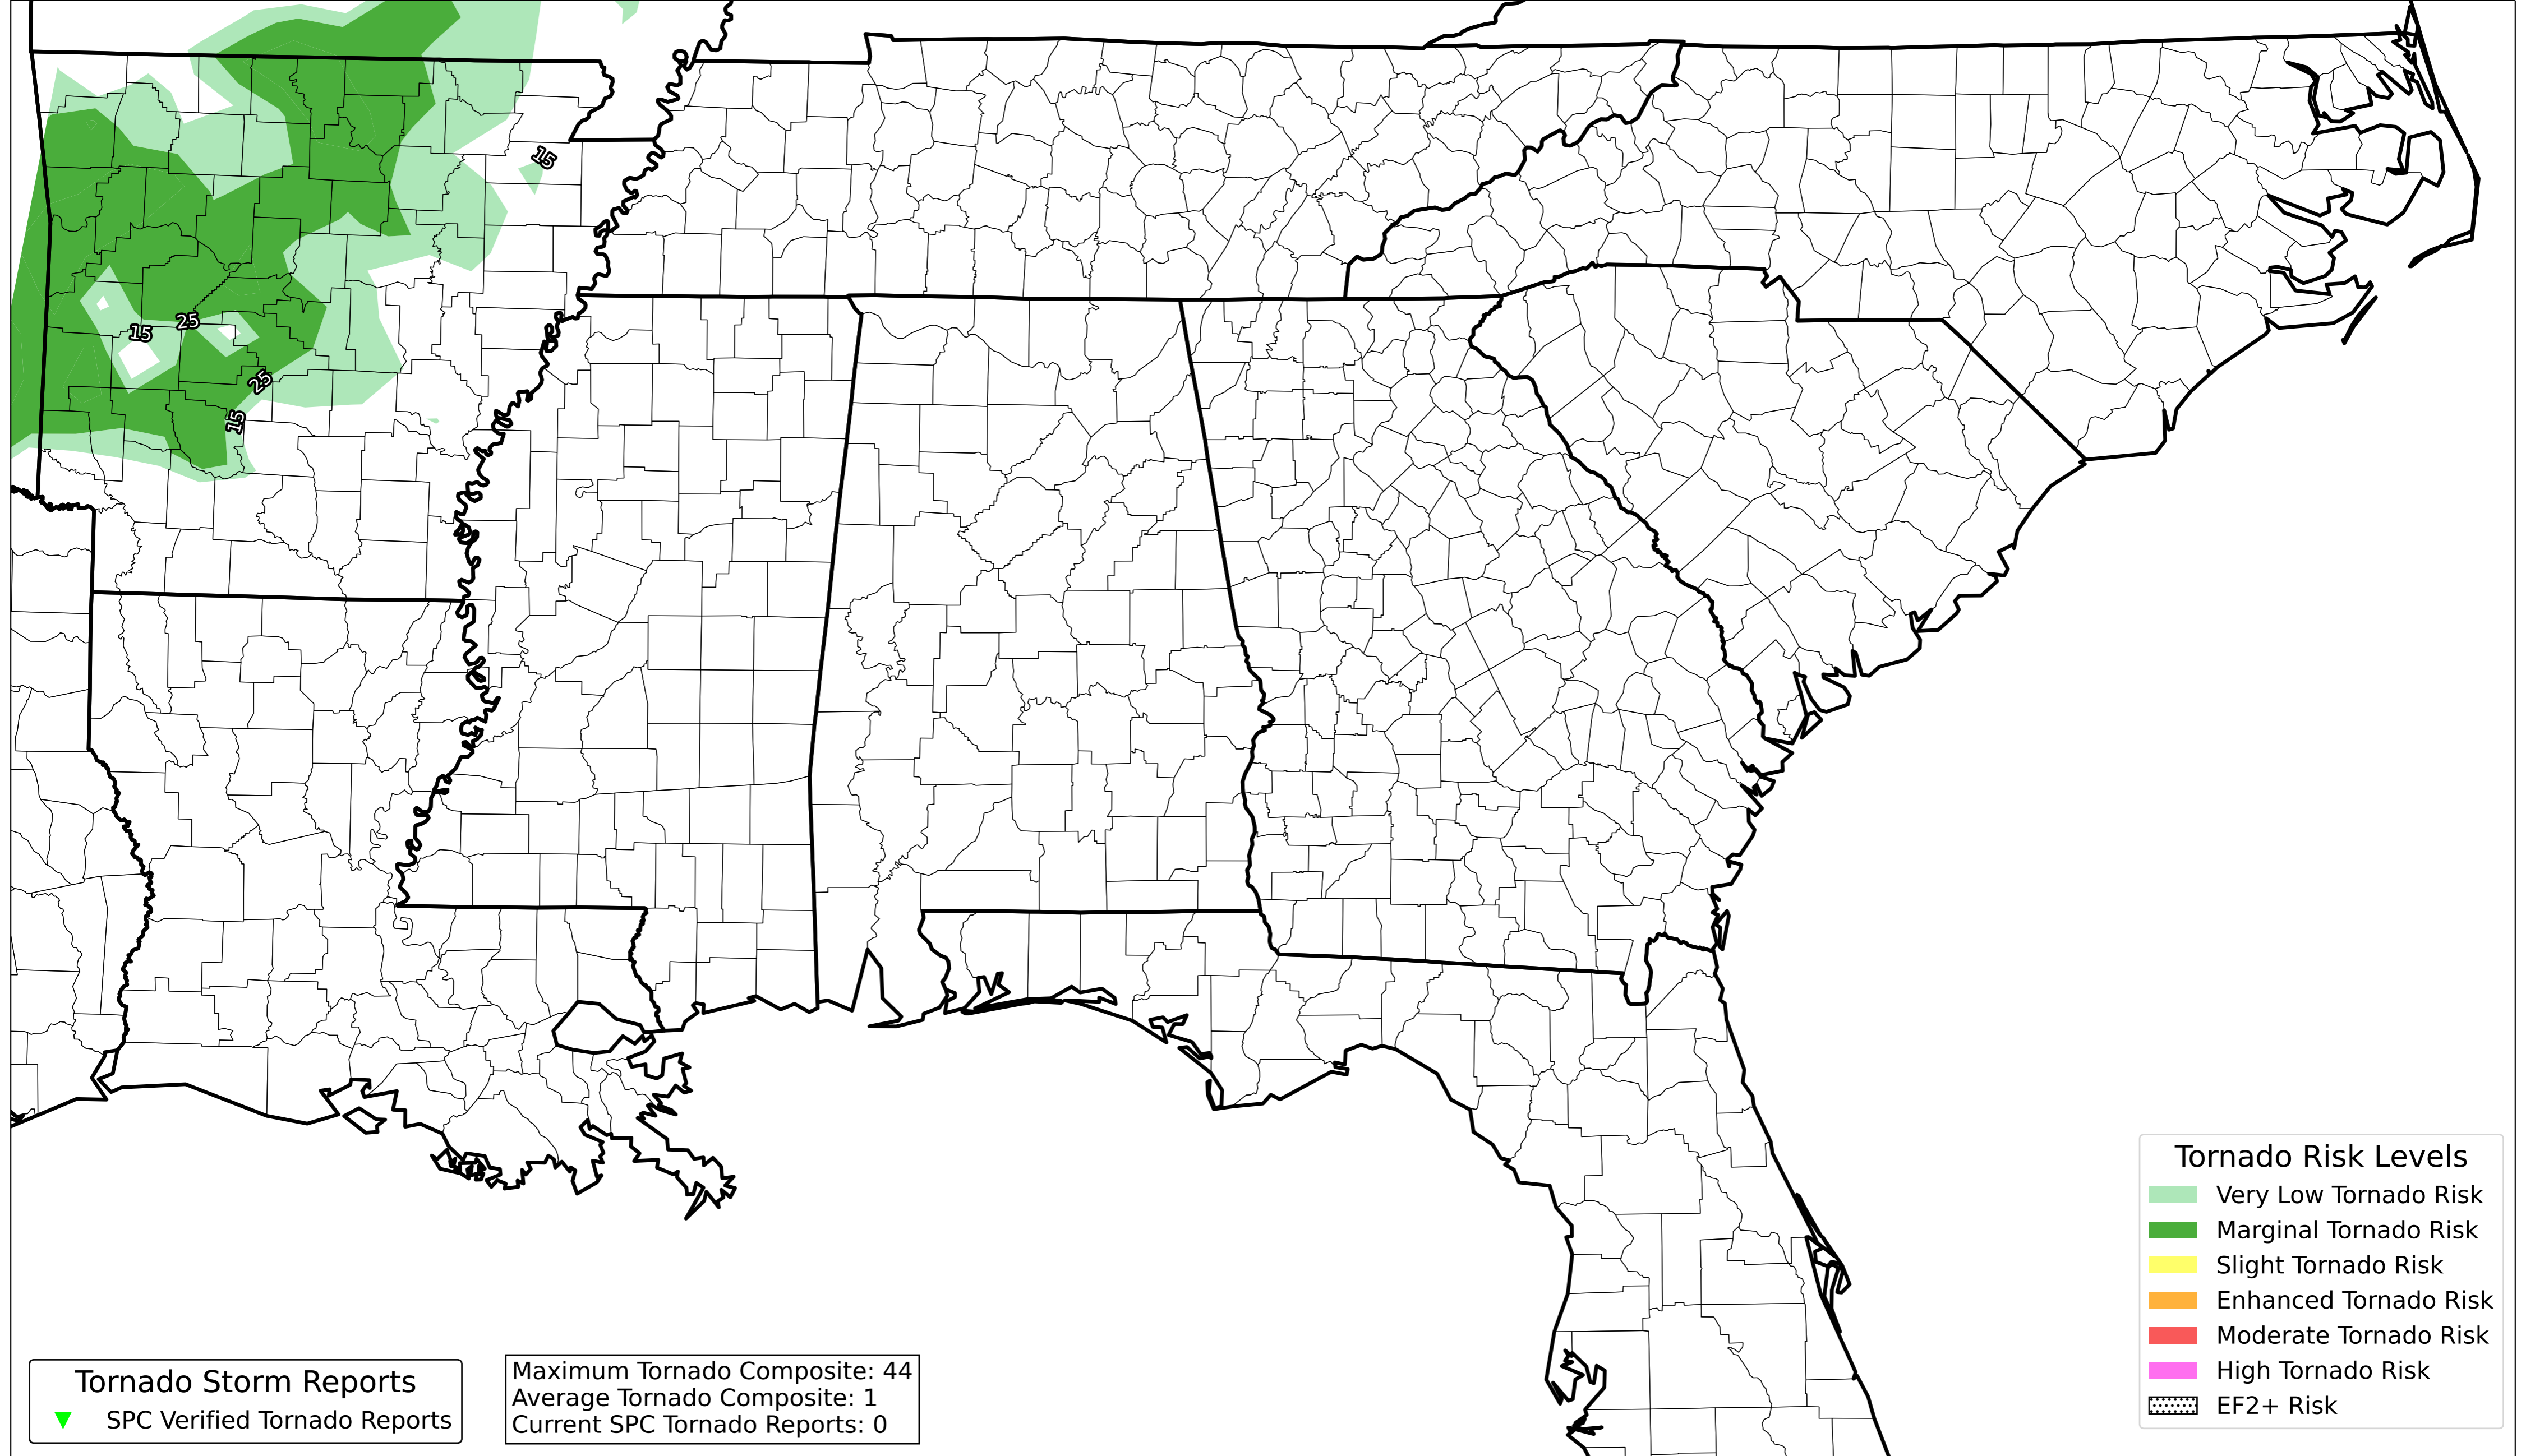 15
15
25
25
15
Tornado Risk Levels
Very Low Tornado Risk
Marginal Tornado Risk
Slight Tornado Risk
Enhanced Tornado Risk
Moderate Tornado Risk
High Tornado Risk
EF2+ Risk
Tornado Storm Reports
SPC Verified Tornado Reports
Maximum Tornado Composite: 44
Average Tornado Composite: 1
Current SPC Tornado Reports: 0